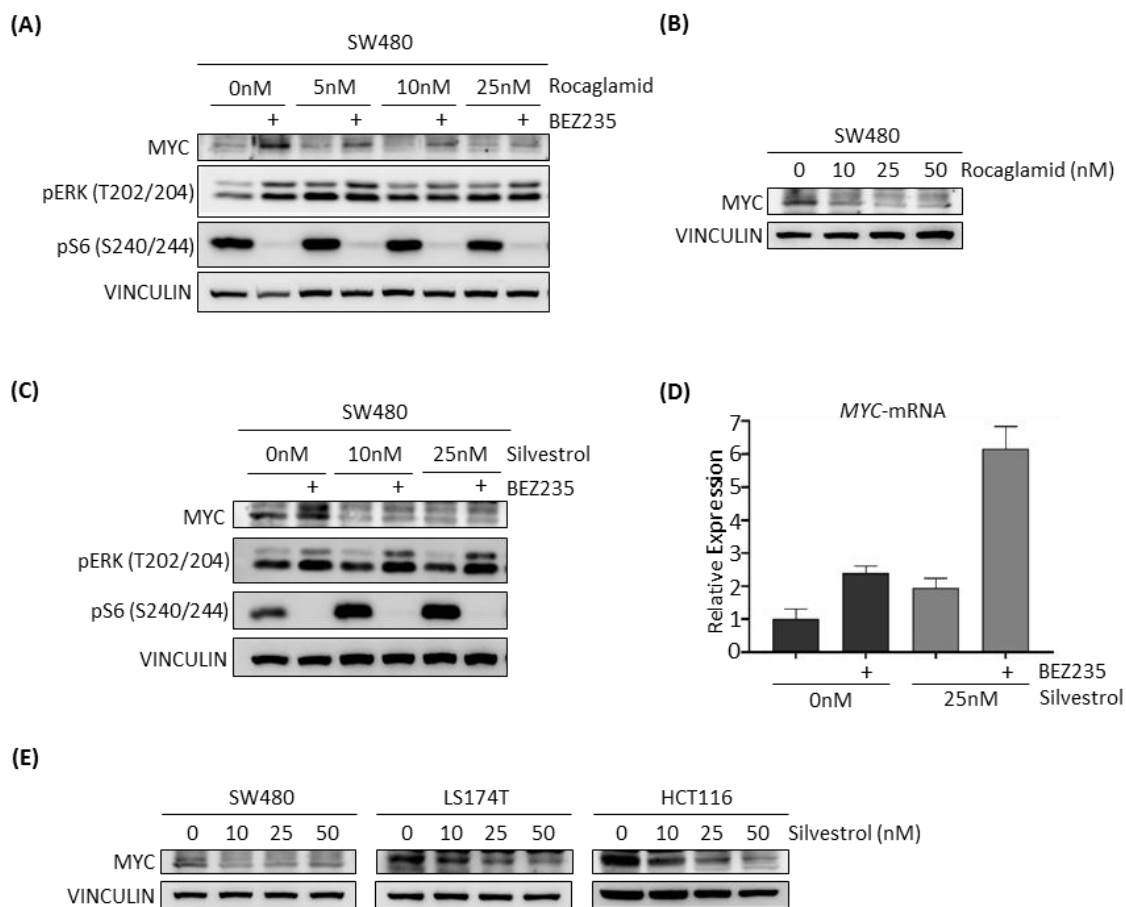 (A)
SW480
0nM 5nM 10nM 25nM Rocaglamid
+ + + + BEZ235
MYC
pERK (T202/204)
pS6 (S240/244)
VINCULIN
(B)
SW480
0 10 25 50 Rocaglamid (nM)
MYC
VINCULIN
(C)
SW480
0nM 10nM 25nM Silvestrol
+ + + BEZ235
MYC
pERK (T202/204)
pS6 (S240/244)
VINCULIN
(D)
MYC-mRNA
Relative Expression
7
6
5
4
3
2
1
0
+ + BEZ235
0nM 25nM Silvestrol
(E)
SW480 LS174T HCT116
0 10 25 50 0 10 25 50 0 10 25 50 Silvestrol (nM)
MYC
VINCULIN